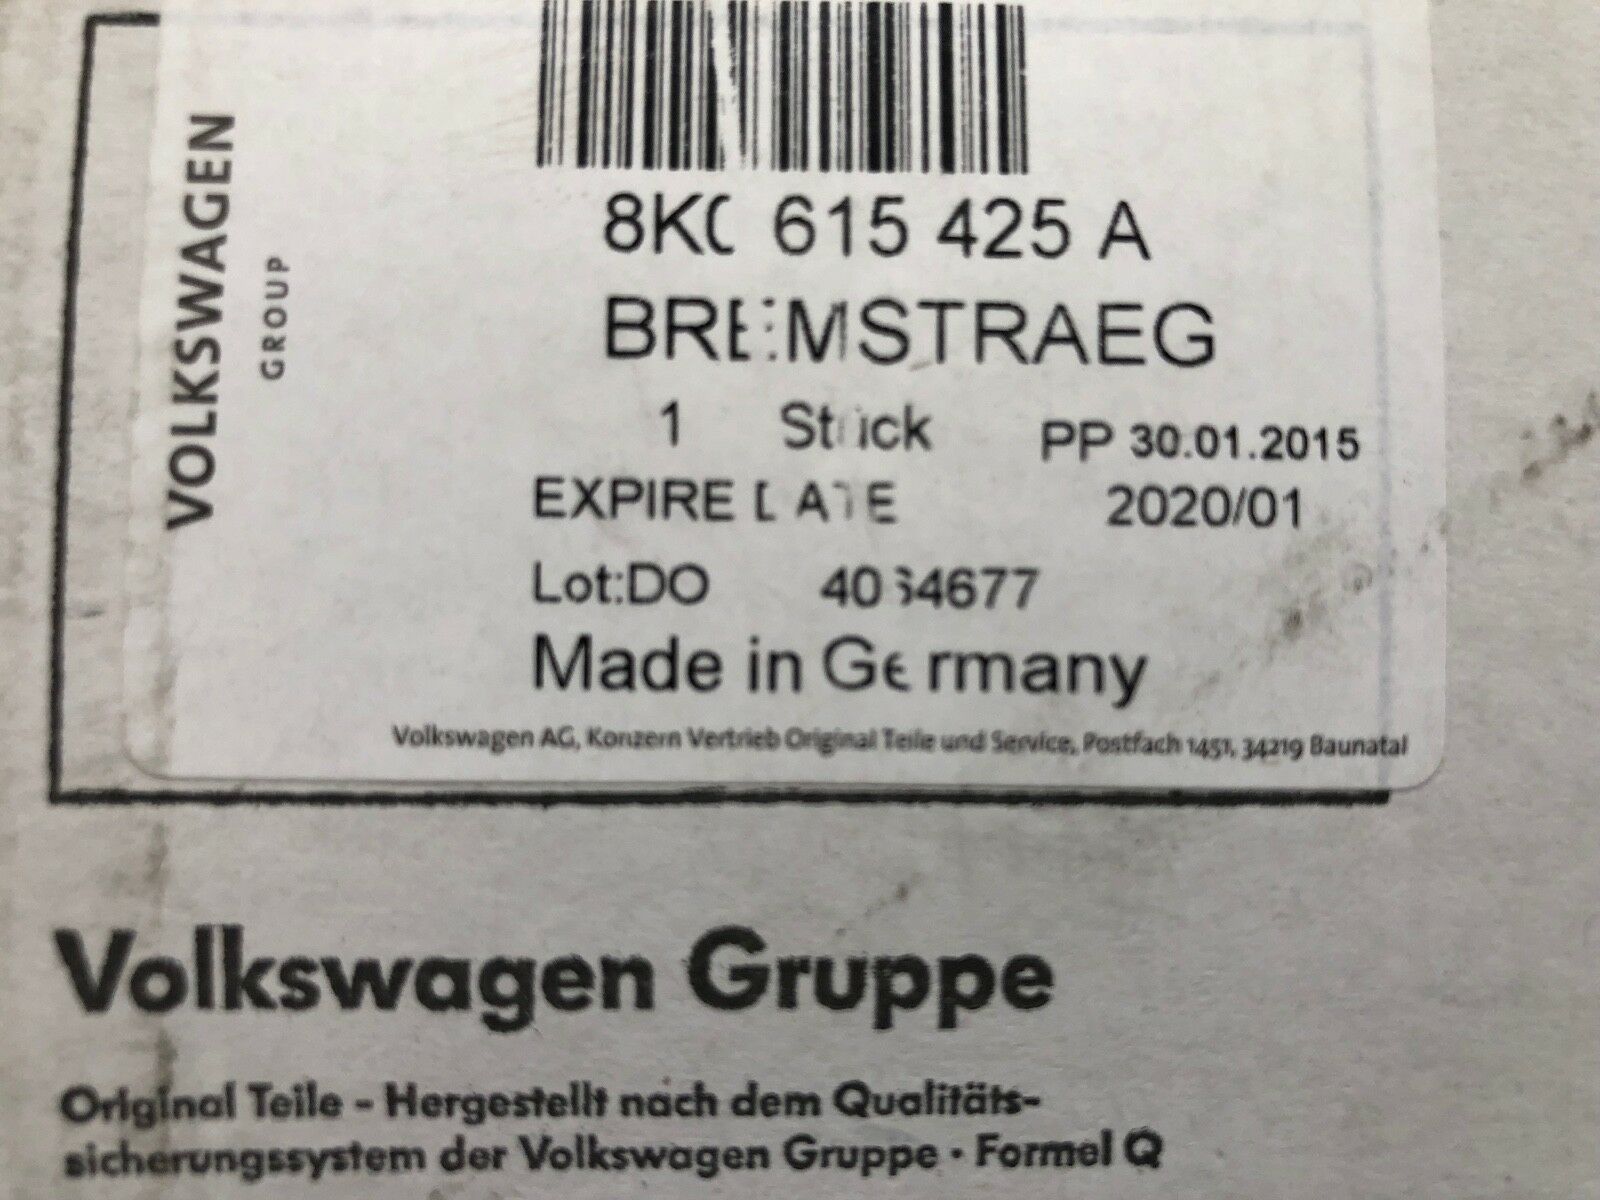 VOLKSWAGEN
GROUP
8K0 615 425 A
BREMSTRAEG
1 Stück PP 30.01.2015
EXPIRE DATE 2020/01
Lot:DO 4064677
Made in Germany
Volkswagen AG, Konzern Vertrieb Original Teile und Service, Postfach 1451, 34219 Baunatal
Volkswagen Gruppe
Original Teile - Hergestellt nach dem Qualitäts-
sicherungssystem der Volkswagen Gruppe · Formel Q